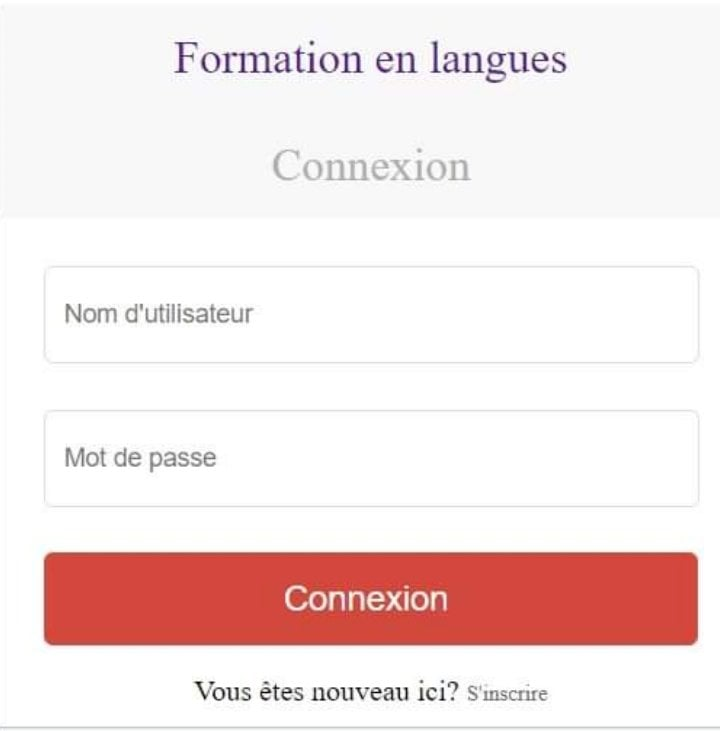 Formation en langues
Connexion
Nom d'utilisateur
Mot de passe
Connexion
Vous êtes nouveau ici? S'inscrire